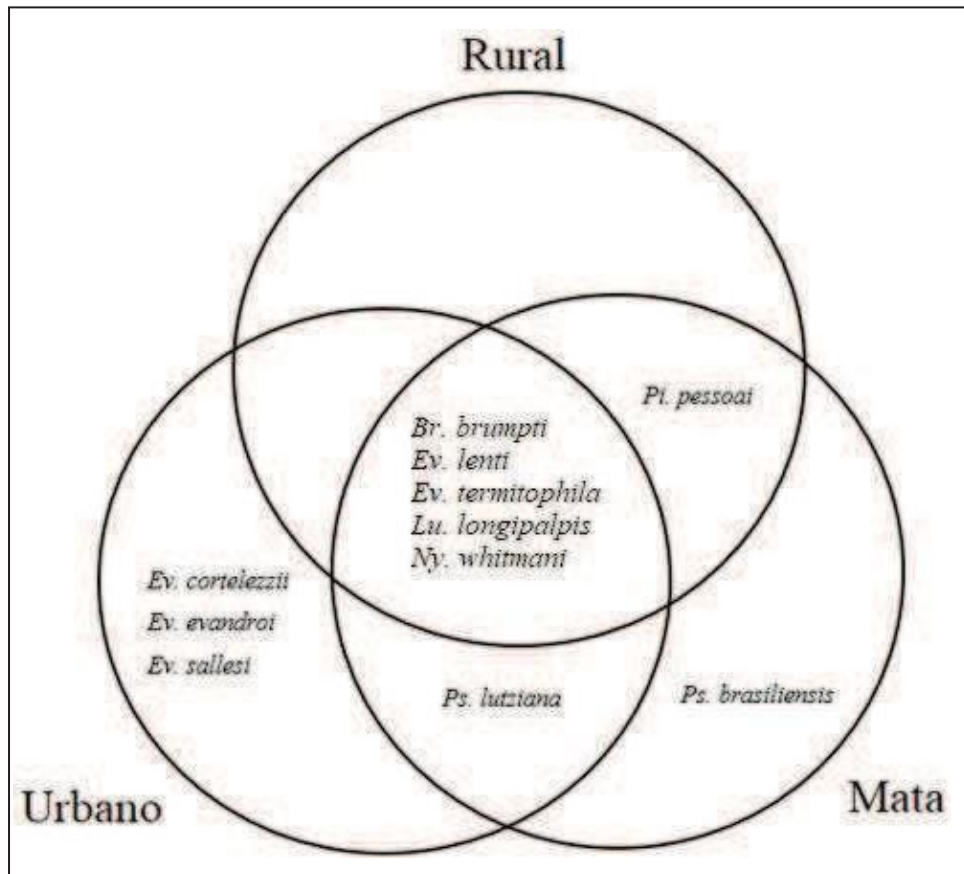 Rural
Pi. pessoai
Br. brumpti
Ev. lenti
Ev. termitophila
Lu. longipalpis
Ny. whitmani
Ev. cortelezzii
Ev. evandroi
Ev. sallesi
Ps. lutziana
Ps. brasiliensis
Urbano
Mata